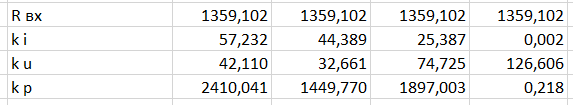 R вх 1359,102 1359,102 1359,102 1359,102
k i 57,232 44,389 25,387 0,002
k u 42,110 32,661 74,725 126,606
k p 2410,041 1449,770 1897,003 0,218